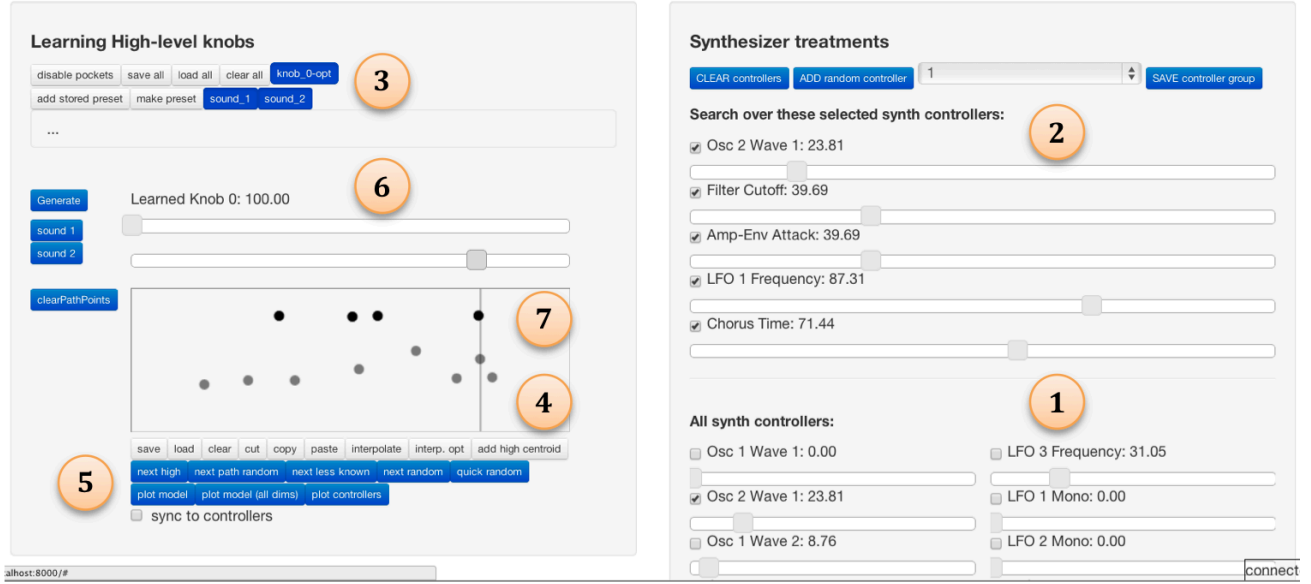 Learning High-level knobs
disable pockets save all load all clear all knob_0-opt
3
add stored preset make preset sound_1 sound_2
...
6
Generate Learned Knob 0: 100.00
sound 1
sound 2
clearPathPoints
7
4
save load clear cut copy paste interpolate interp. opt add high centroid
5
next high next path random next less known next random quick random
plot model plot model (all dims) plot controllers
sync to controllers
alhost:8000/#
Synthesizer treatments
CLEAR controllers ADD random controller 1 SAVE controller group
Search over these selected synth controllers:
2
Osc 2 Wave 1: 23.81
Filter Cutoff: 39.69
Amp-Env Attack: 39.69
LFO 1 Frequency: 87.31
Chorus Time: 71.44
1
All synth controllers:
Osc 1 Wave 1: 0.00 LFO 3 Frequency: 31.05
Osc 2 Wave 1: 23.81 LFO 1 Mono: 0.00
Osc 1 Wave 2: 8.76 LFO 2 Mono: 0.00
connect